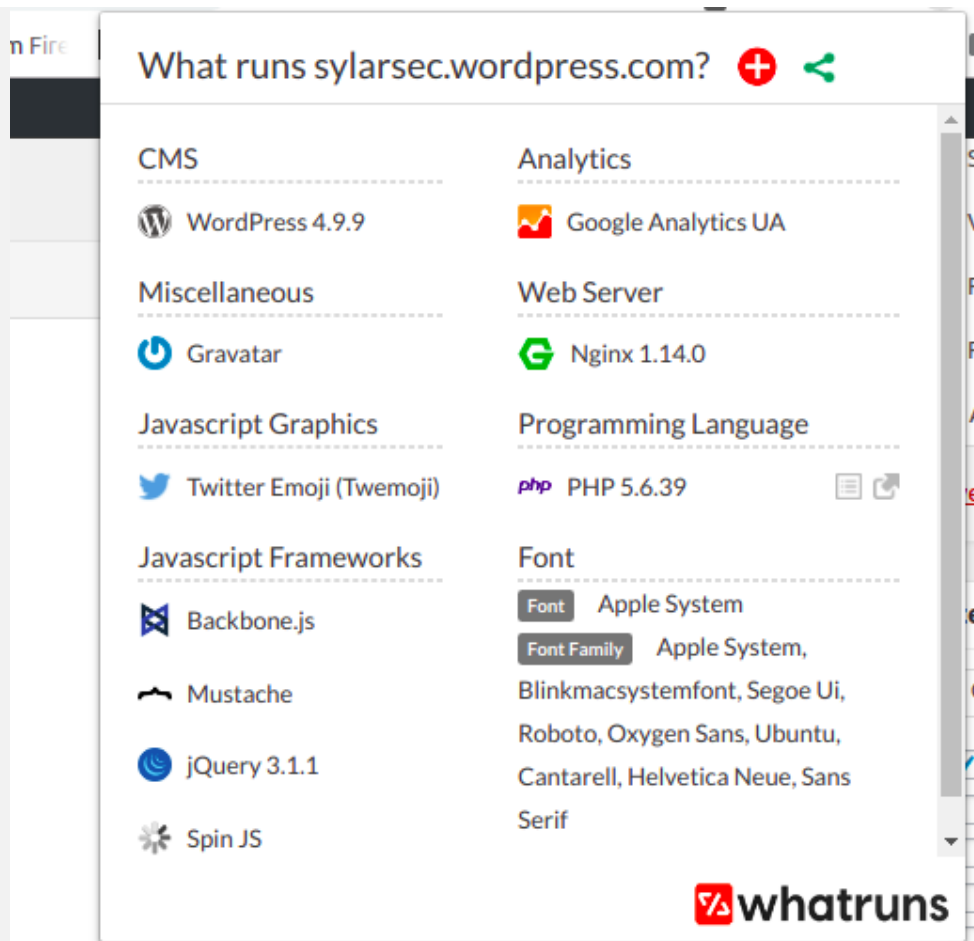 What runs sylarsec.wordpress.com?
CMS
WordPress 4.9.9
Miscellaneous
Gravatar
Javascript Graphics
Twitter Emoji (Twemoji)
Javascript Frameworks
Backbone.js
Mustache
jQuery 3.1.1
Spin JS
Analytics
Google Analytics UA
Web Server
Nginx 1.14.0
Programming Language
php PHP 5.6.39
Font
Font Apple System
Font Family Apple System,
Blinkmacsystemfont, Segoe Ui,
Roboto, Oxygen Sans, Ubuntu,
Cantarell, Helvetica Neue, Sans
Serif
whatruns